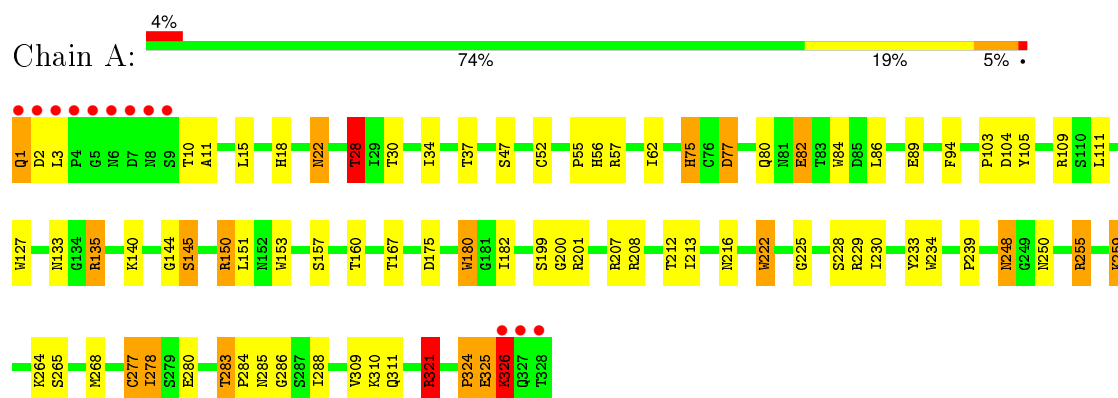 4%
Chain A:
74% 19% 5% •
Q1 D2 L3 P4 G5 N6 D7 N8 S9 T10 A11 L15 H18 N22 T28 I29 T30 I34 T37 S47 C52 P55 H56 R57 I62 H75 C76 D77 Q80 N81 E82 T83 W84 D85 L86 E89 F94 P103 D104 Y105 R109 S110 L111
W127 N133 G134 R135 K140 G144 S145 R150 L151 N152 W153 S157 T160 T167 D175 W180 G181 I182 S199 G200 R201 R207 R208 T212 I213 N216 W222 G225 S228 R229 I230 Y233 W234 P239 N248 G249 N250 R255 K259
K264 S265 M268 C277 I278 S279 E280 T283 P284 N285 G286 S287 I288 V309 K310 Q311 R321 P324 E325 K326 Q327 T328